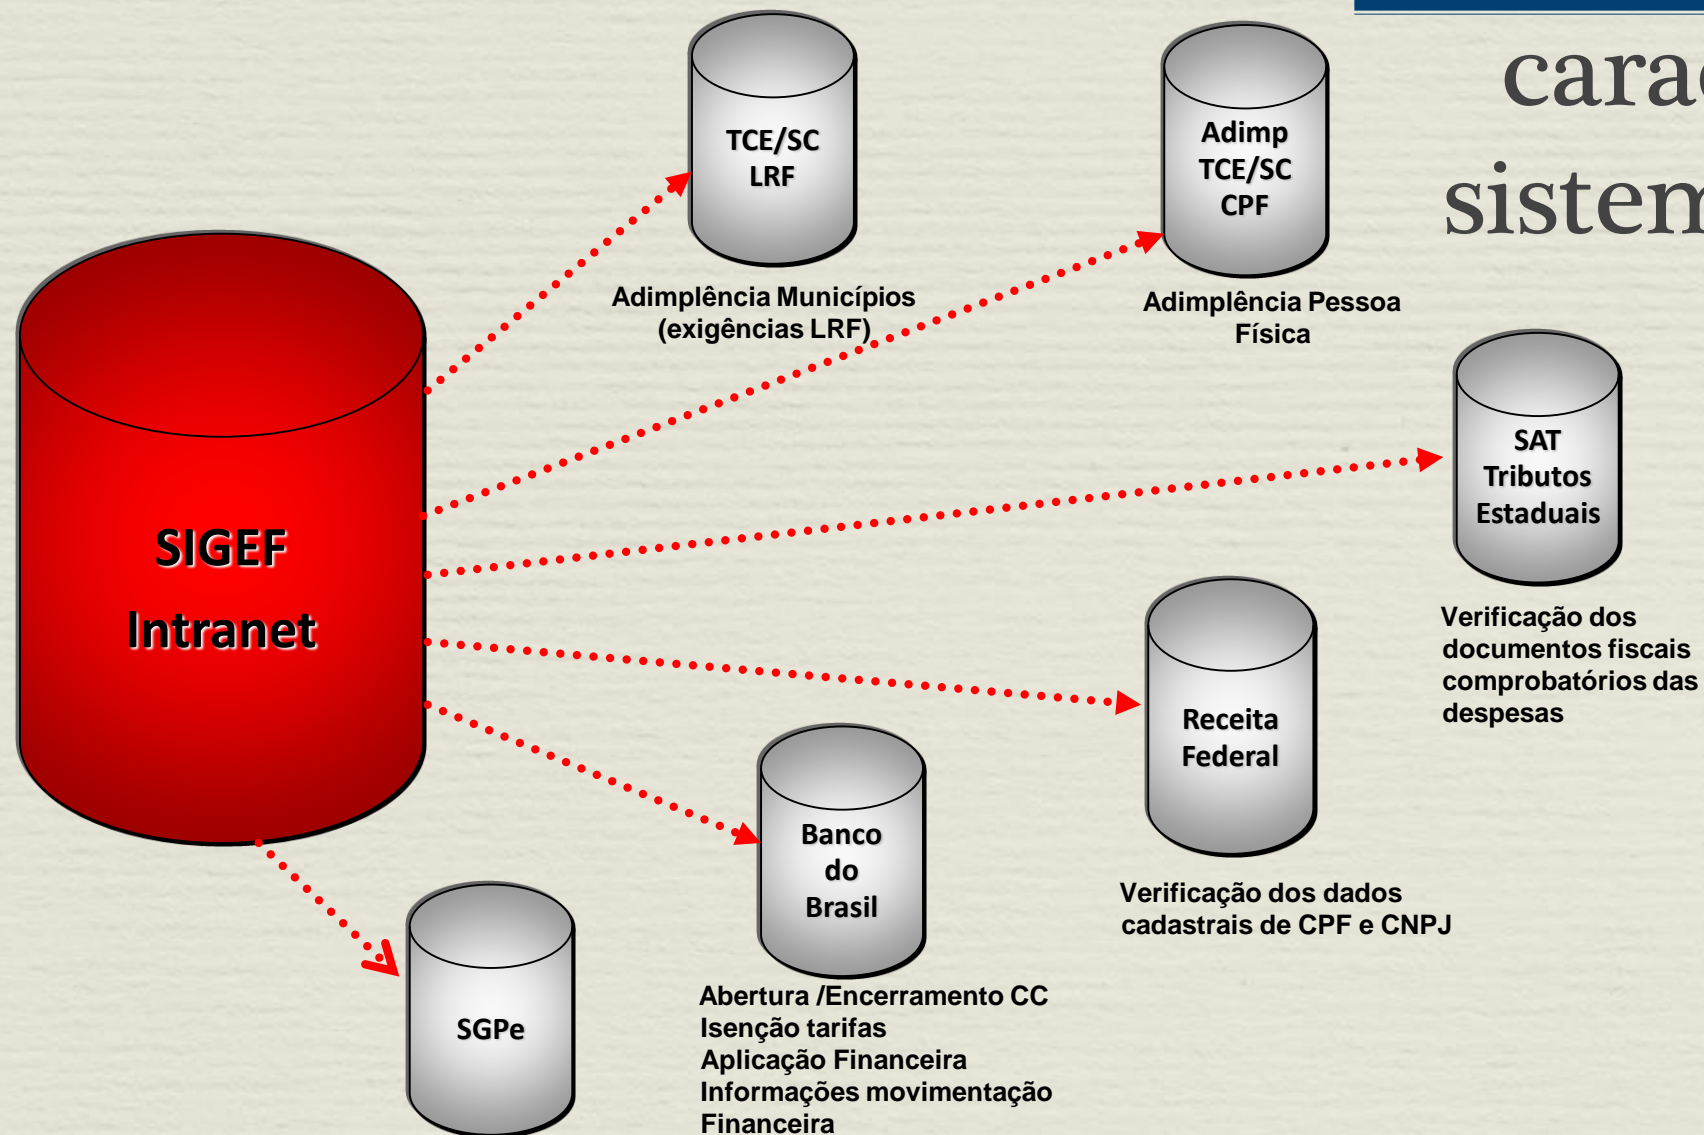 TCE/SC
LRF
Adimplência Municípios
(exigências LRF)
Adimp
TCE/SC
CPF
Adimplência Pessoa
Física
SAT
Tributos
Estaduais
Verificação dos
documentos fiscais
comprobatórios das
despesas
SIGEF
Intranet
Receita
Federal
Verificação dos dados
cadastrais de CPF e CNPJ
Banco
do
Brasil
Abertura /Encerramento CC
Isenção tarifas
Aplicação Financeira
Informações movimentação
Financeira
SGPe